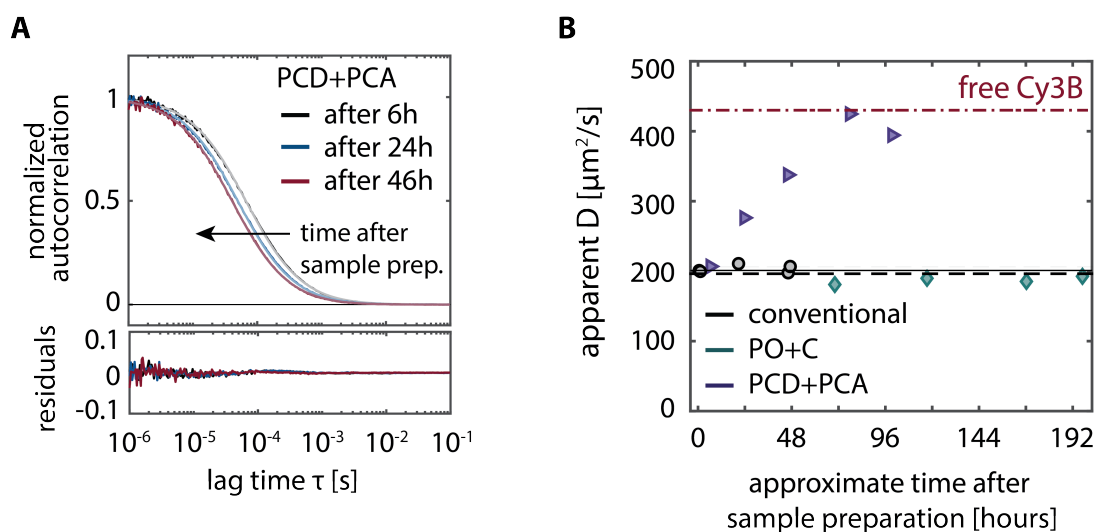 A
normalized
autocorrelation
1
0.5
0
PCD+PCA
after 6h
after 24h
after 46h
time after
sample prep.
residuals
0.1
0
-0.1
10^-6
10^-5
10^-4
10^-3
10^-2
10^-1
lag time τ [s]
B
apparent D [μm²/s]
500
400
300
200
100
0
free Cy3B
conventional
PO+C
PCD+PCA
0
48
96
144
192
approximate time after
sample preparation [hours]